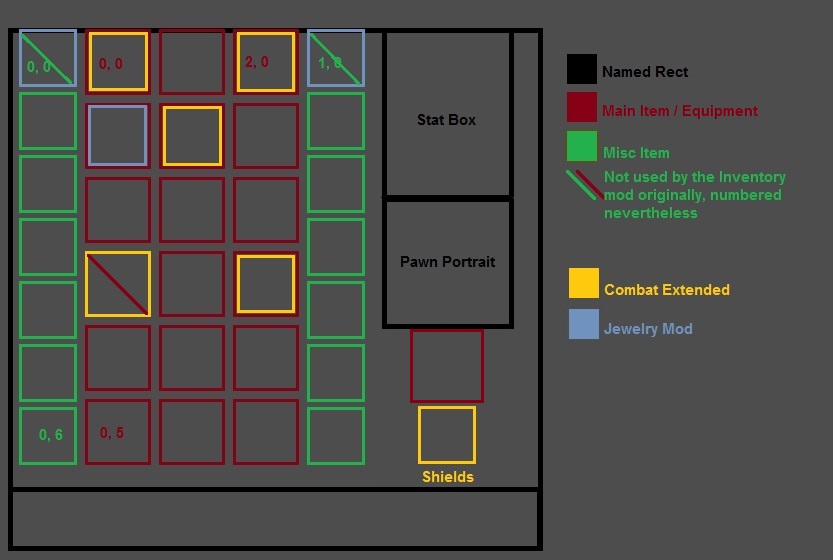 0, 0
0, 0
2, 0
1, 0
Stat Box
Pawn Portrait
0, 6
0, 5
Shields
Named Rect
Main Item / Equipment
Misc Item
Not used by the Inventory
mod originally, numbered
nevertheless
Combat Extended
Jewelry Mod